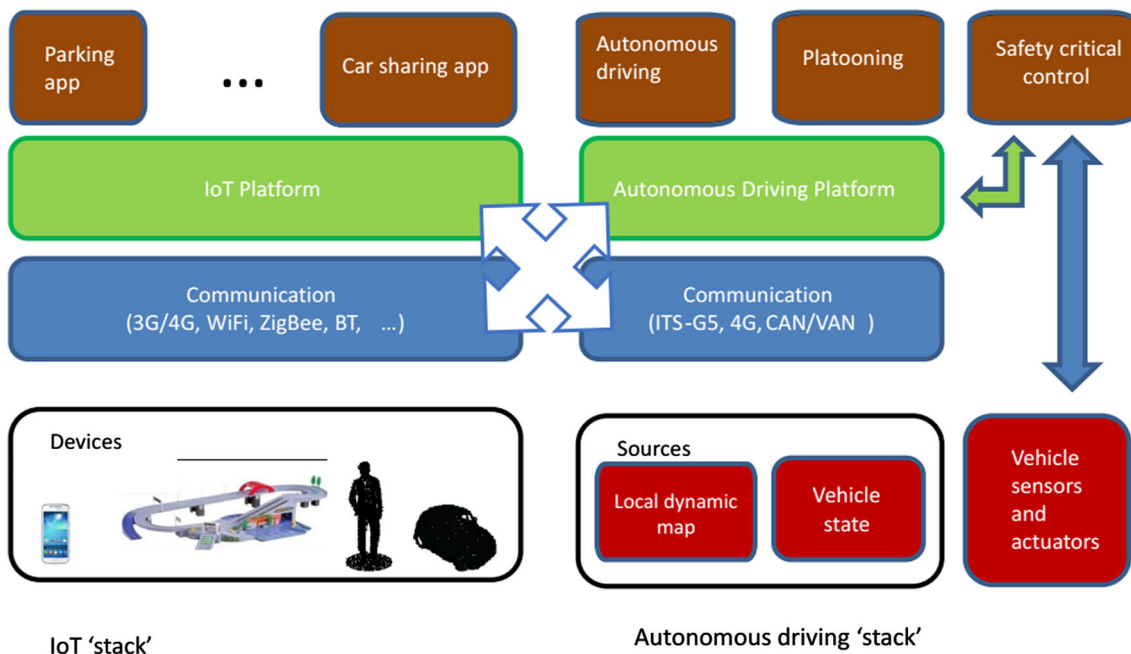 Parking
app
...
Car sharing app
Autonomous
driving
Platooning
Safety critical
control
IoT Platform
Autonomous Driving Platform
Communication
(3G/4G, WiFi, ZigBee, BT, ...)
Communication
(ITS-G5, 4G, CAN/VAN )
Devices
Sources
Local dynamic
map
Vehicle
state
Vehicle
sensors
and
actuators
IoT ‘stack’
Autonomous driving ‘stack’